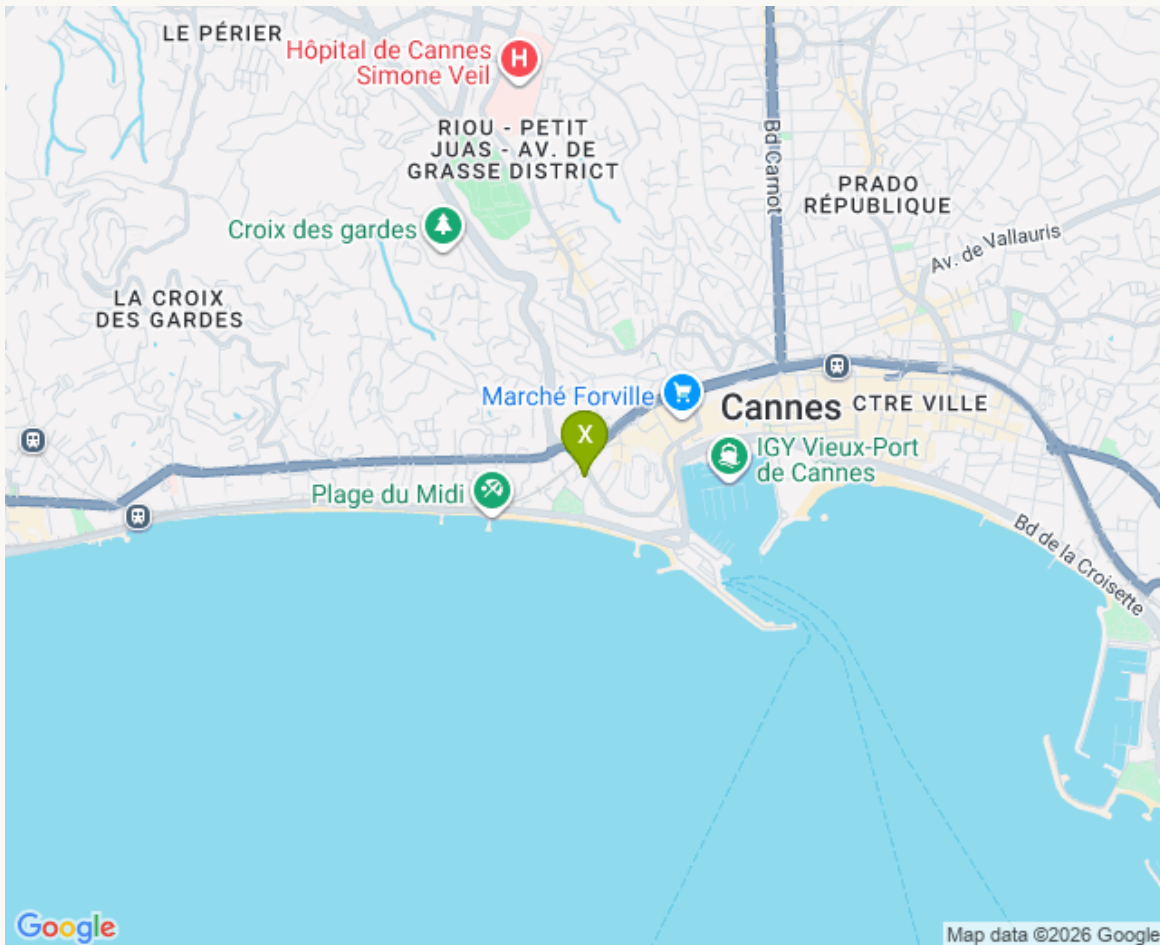 LE PÉRIER
Hôpital de Cannes
Simone Veil
H
RIOU - PETIT
JUAS - AV. DE
GRASSE DISTRICT
Bd Carnot
PRADO
RÉPUBLIQUE
Croix des gardes
Av. de Vallauris
LA CROIX
DES GARDES
Marché Forville
Cannes
CTRE VILLE
X
IGY Vieux-Port
de Cannes
Plage du Midi
Bd de la Croisette
Google
Map data ©2026 Google